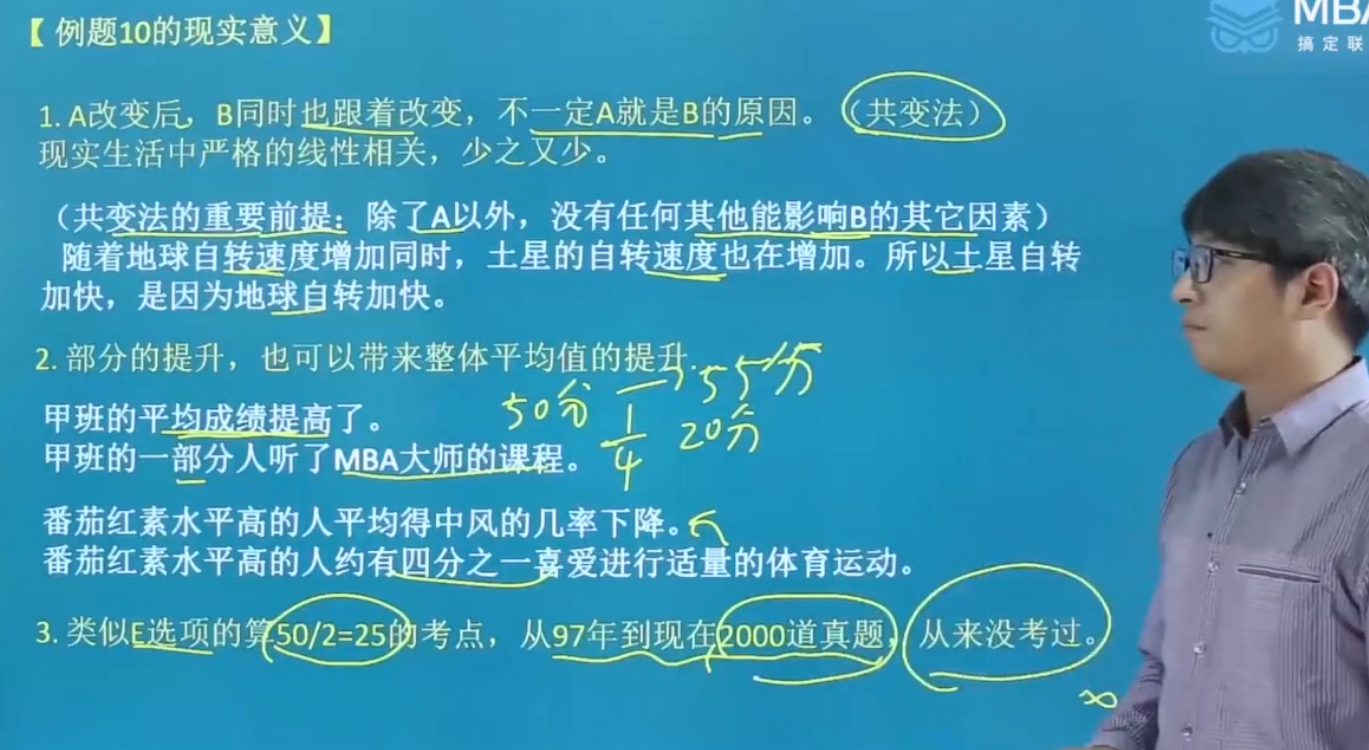 【 例题10的现实意义】
MBA
搞定联
1. A改变后，B同时也跟着改变，不一定A就是B的原因。（共变法）
现实生活中严格的线性相关，少之又少。
（共变法的重要前提：除了A以外，没有任何其他能影响B的其它因素）
随着地球自转速度增加同时，土星的自转速度也在增加。所以土星自转
加快，是因为地球自转加快。
2. 部分的提升，也可以带来整体平均值的提升.
55分
50分
1/4
20分
甲班的平均成绩提高了。
甲班的一部分人听了MBA大师的课程。
番茄红素水平高的人平均得中风的几率下降。
番茄红素水平高的人约有四分之一喜爱进行适量的体育运动。
3. 类似E选项的算50/2=25的考点，从97年到现在2000道真题，从来没考过。